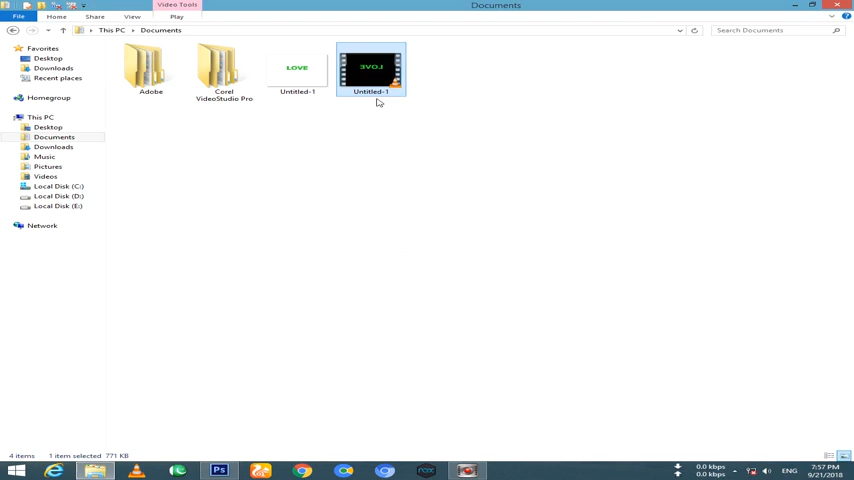 Video Tools
Documents
File
Home
Share
View
Play
This PC
Documents
Search Documents
Favorites
Desktop
Downloads
Recent places
Homegroup
This PC
Desktop
Documents
Downloads
Music
Pictures
Videos
Local Disk (C:)
Local Disk (D:)
Local Disk (E:)
Network
Adobe
Corel
VideoStudio Pro
LOVE
Untitled-1
LOVE
Untitled-1
4 items
1 item selected 771 KB
Ps
nox
0.0 kbps
0.0 kbps
ENG
7:57 PM
9/21/2018